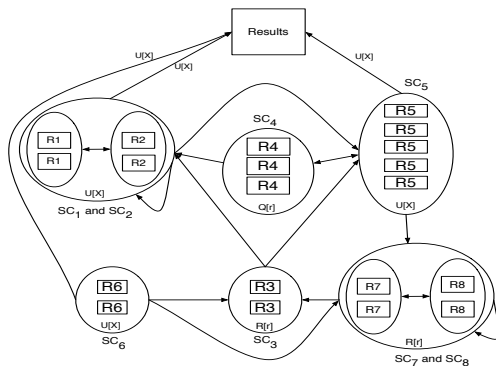 Results
U[X]
U[X]
U[X]
SC5
SC4
R1
R1
R2
R2
U[X]
SC1 and SC2
R4
R4
R4
Q[r]
R5
R5
R5
R5
R5
U[X]
R6
R6
U[X]
SC6
R3
R3
R[r]
SC3
R7
R7
R8
R8
R[r]
SC7 and SC8